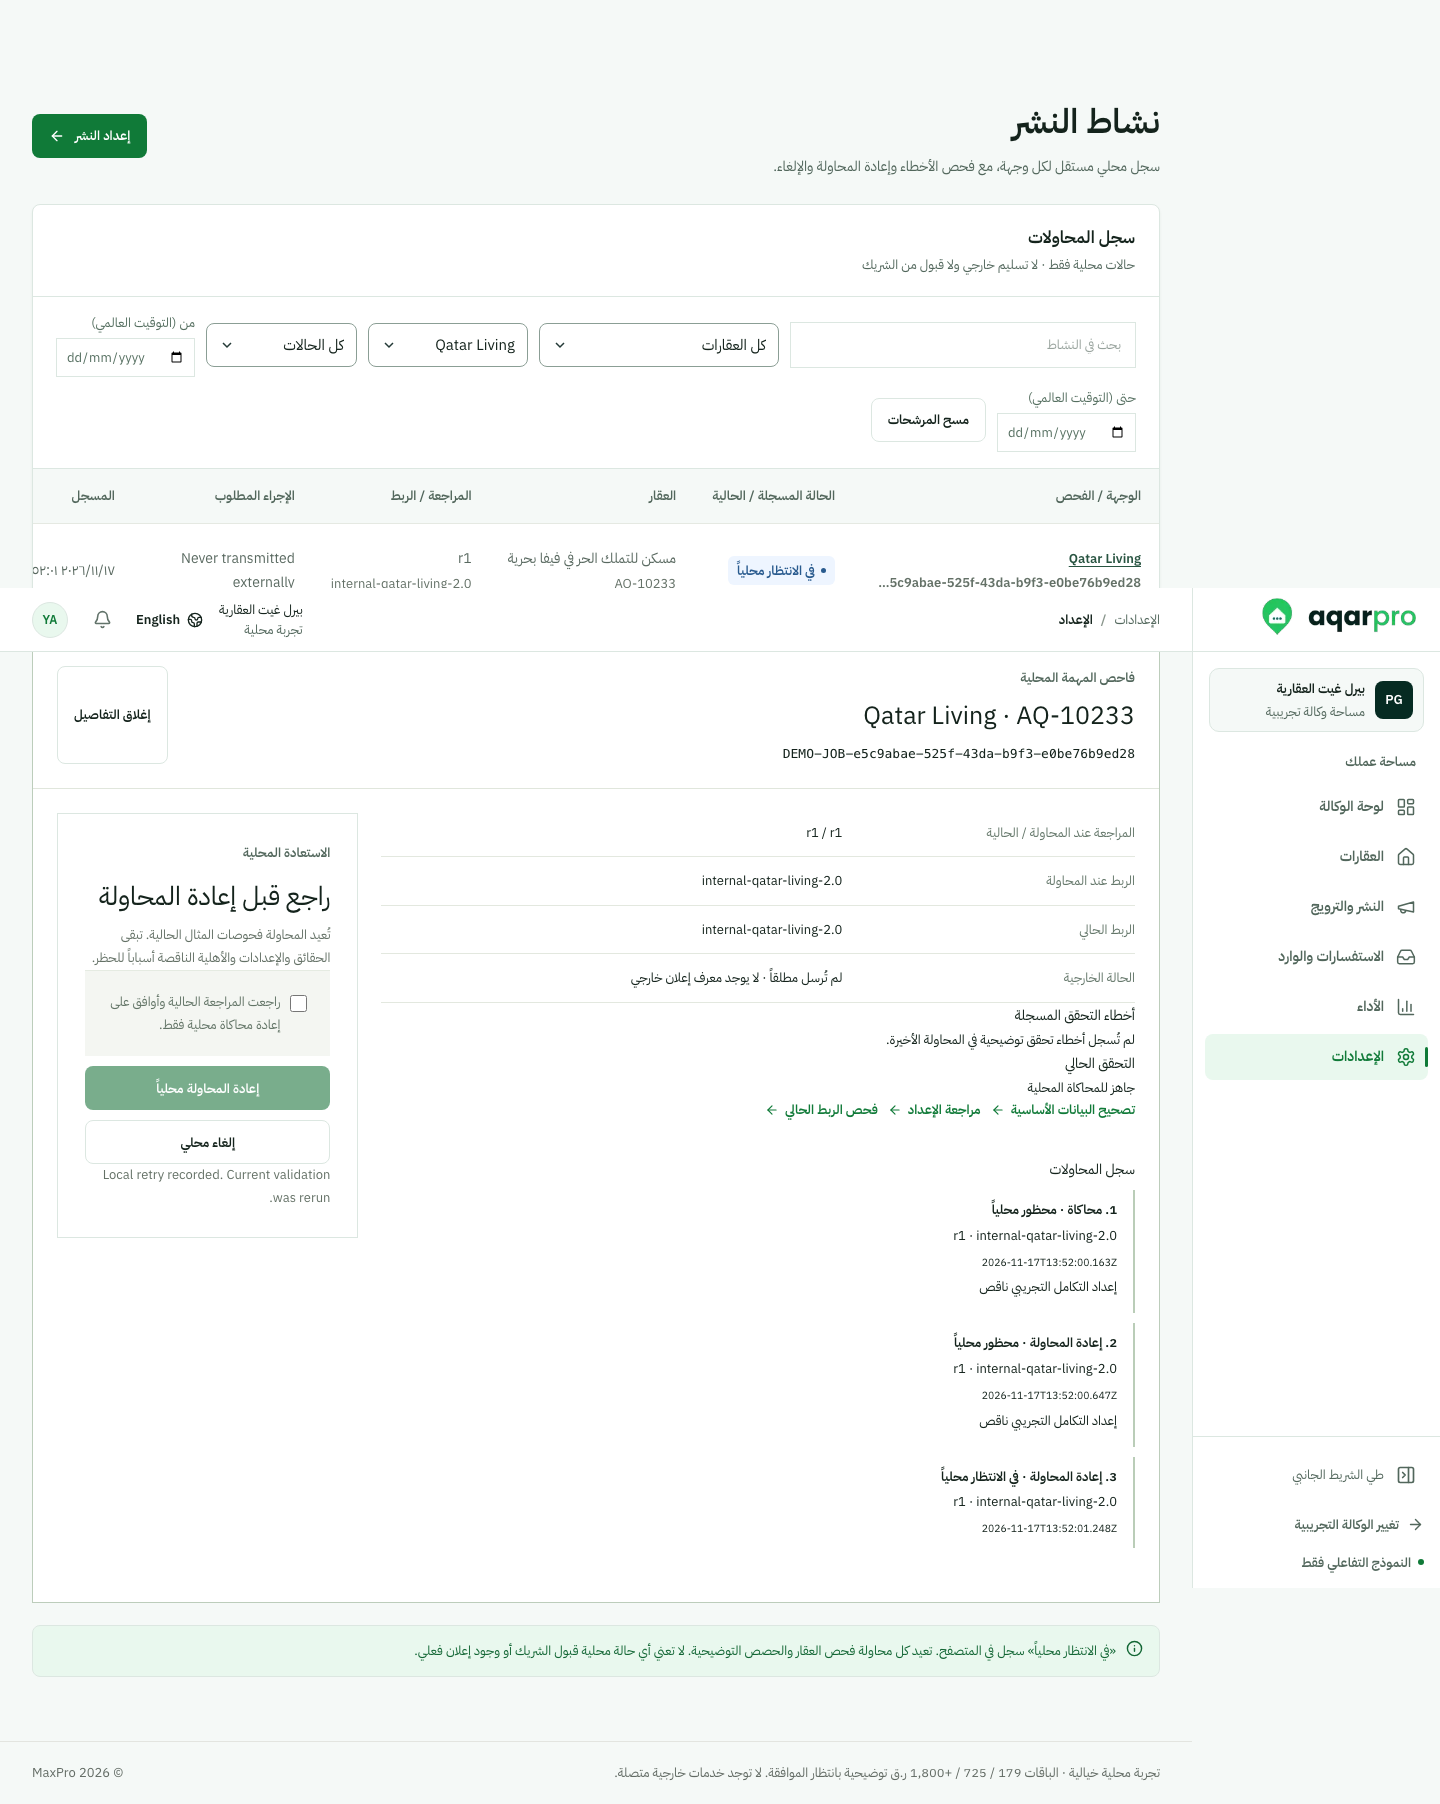 نشاط النشر
إعداد النشر
سجل محلي مستقل لكل وجهة، مع فحص الأخطاء وإعادة المحاولة والإلغاء.
سجل المحاولات
حالات محلية فقط · لا تسليم خارجي ولا قبول من الشريك
بحث في النشاط
كل العقارات
Qatar Living
كل الحالات
من (التوقيت العالمي)
dd/mm/yyyy
حتى (التوقيت العالمي)
dd/mm/yyyy
مسح المرشحات
الوجهة / الفحص
الحالة المسجلة / الحالية
العقار
المراجعة / الربط
الإجراء المطلوب
المسجل
Qatar Living
5c9abae-525f-43da-b9f3-e0be76b9ed28...
في الانتظار محلياً
مسكن للتملك الحر في فيفا بحرية
AQ-10233
r1
internal-qatar-living-2.0
Never transmitted
externally
aqarpro
الإعدادات / الإعداد
بيرل غيت العقارية
تجربة محلية
English
YA
PG
بيرل غيت العقارية
مساحة وكالة تجريبية
مساحة عملك
لوحة الوكالة
العقارات
النشر والترويج
الاستفسارات والوارد
الأداء
الإعدادات
طي الشريط الجانبي
تغيير الوكالة التجريبية
النموذج التفاعلي فقط
فاحص المهمة المحلية
Qatar Living · AQ-10233
DEMO-JOB-e5c9abae-525f-43da-b9f3-e0be76b9ed28
إغلاق التفاصيل
المراجعة عند المحاولة / الحالية
r1 / r1
الربط عند المحاولة
internal-qatar-living-2.0
الربط الحالي
internal-qatar-living-2.0
الحالة الخارجية
لم تُرسل مطلقاً · لا يوجد معرف إعلان خارجي
أخطاء التحقق المسجلة
لم تُسجل أخطاء تحقق توضيحية في المحاولة الأخيرة.
التحقق الحالي
جاهز للمحاكاة المحلية
تصحيح البيانات الأساسية
مراجعة الإعداد
فحص الربط الحالي
سجل المحاولات
1. محاكاة · محظور محلياً
r1 · internal-qatar-living-2.0
2026-11-17T13:52:00.163Z
إعداد التكامل التجريبي ناقص
2. إعادة المحاولة · محظور محلياً
r1 · internal-qatar-living-2.0
2026-11-17T13:52:00.647Z
إعداد التكامل التجريبي ناقص
3. إعادة المحاولة · في الانتظار محلياً
r1 · internal-qatar-living-2.0
2026-11-17T13:52:01.248Z
الاستعادة المحلية
راجع قبل إعادة المحاولة
تُعيد المحاولة فحوصات المثال الحالية. تبقى
الحقائق والإعدادات والأهلية الناقصة أسباباً للحظر.
راجعت المراجعة الحالية وأوافق على
إعادة محاكاة محلية فقط.
إعادة المحاولة محلياً
إلغاء محلي
Local retry recorded. Current validation
was rerun.
«في الانتظار محلياً» سجل في المتصفح. تعيد كل محاولة فحص العقار والحصص التوضيحية. لا تعني أي حالة محلية قبول الشريك أو وجود إعلان فعلي.
تجربة محلية خيالية · الباقات 179 / 725 / +1,800 ر.ق توضيحية بانتظار الموافقة. لا توجد خدمات خارجية متصلة.
© 2026 MaxPro